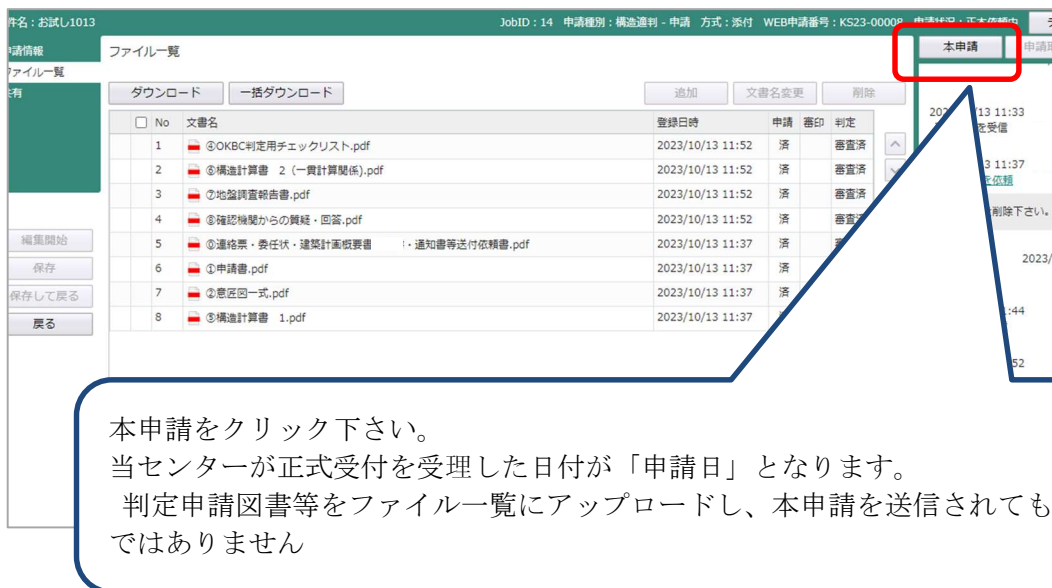 件名：お試し1013
JobID：14 申請種別：構造適判 - 申請 方式：添付 WEB申請番号：KS23-00008 申請状況：正本依頼中
申請情報
ファイル一覧
共有
ファイル一覧
本申請
ダウンロード 一括ダウンロード 追加 文書名変更 削除
No 文書名 登録日時 申請 審印 判定
1 ④OKBC判定用チェックリスト.pdf 2023/10/13 11:52 済 審査済
2 構造計算書 2（一貫計算関係).pdf 2023/10/13 11:52 済 審査済
3 ⑦地盤調査報告書.pdf 2023/10/13 11:52 済 審査済
4 確認機関からの質疑・回答.pdf 2023/10/13 11:52 済 審査済
5 連絡票・委任状・建築計画概要書 ・通知書等送付依頼書.pdf 2023/10/13 11:37 済
6 ①申請書.pdf 2023/10/13 11:37 済
7 ②意匠図一式.pdf 2023/10/13 11:37 済
8 構造計算書 1.pdf 2023/10/13 11:37
編集開始
保存
保存して戻る
戻る
13 11:33
を受信
3 11:37
を依頼
削除下さい。
2023/
:44
52
本申請をクリック下さい。
当センターが正式受付を受理した日付が「申請日」となります。
判定申請図書等をファイル一覧にアップロードし、本申請を送信されても
ではありません